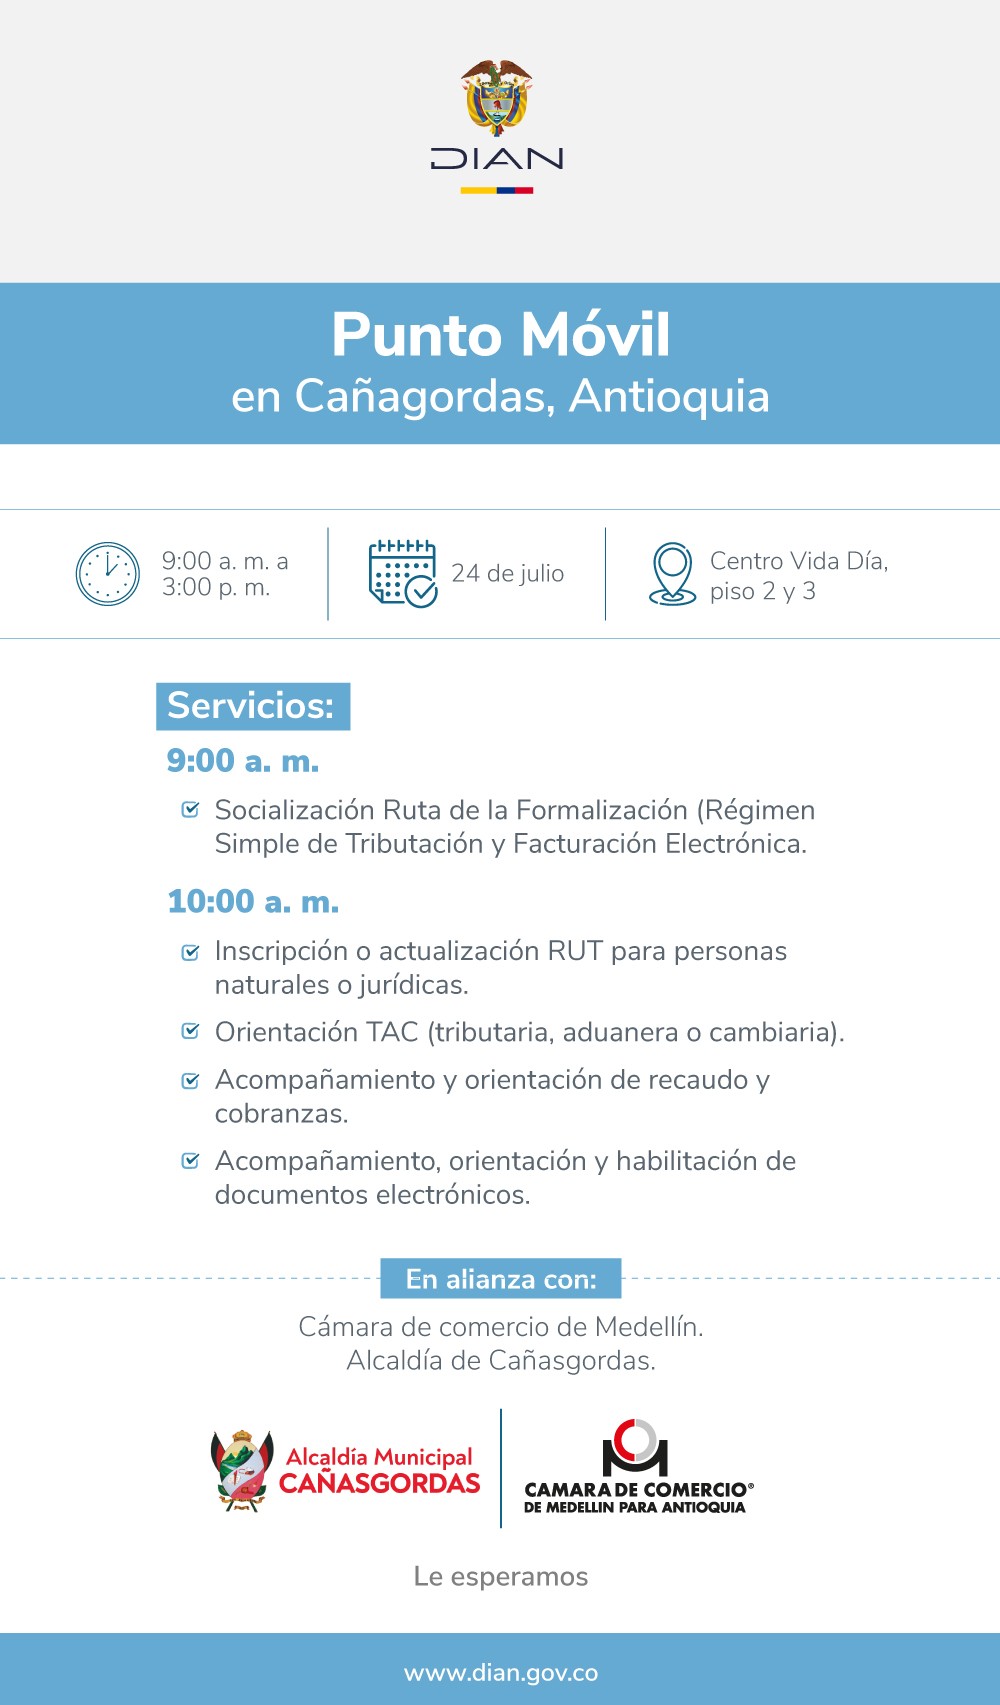 DIAN
Punto Móvil
en Cañagordas, Antioquia
9:00 a. m. a
3:00 p. m.
24 de julio
Centro Vida Día,
piso 2 y 3
Servicios:
9:00 a. m.
Socialización Ruta de la Formalización (Régimen
Simple de Tributación y Facturación Electrónica.
10:00 a. m.
Inscripción o actualización RUT para personas
naturales o jurídicas.
Orientación TAC (tributaria, aduanera o cambiaria).
Acompañamiento y orientación de recaudo y
cobranzas.
Acompañamiento, orientación y habilitación de
documentos electrónicos.
En alianza con:
Cámara de comercio de Medellín.
Alcaldía de Cañasgordas.
Alcaldía Municipal
CAÑASGORDAS
CAMARA DE COMERCIO®
DE MEDELLIN PARA ANTIOQUIA
Le esperamos
www.dian.gov.co